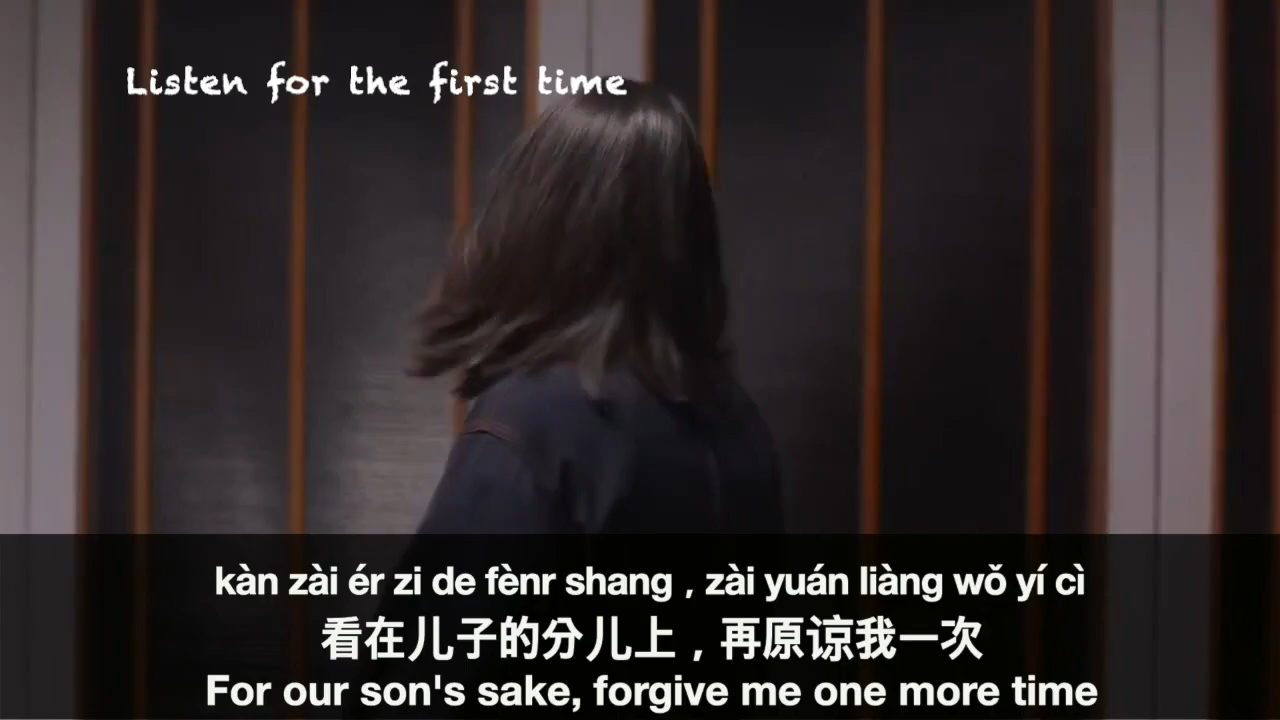 Listen for the first time
kàn zài ér zi de fènr shang , zài yuán liàng wǒ yí cì
看在儿子的分儿上，再原谅我一次
For our son's sake, forgive me one more time